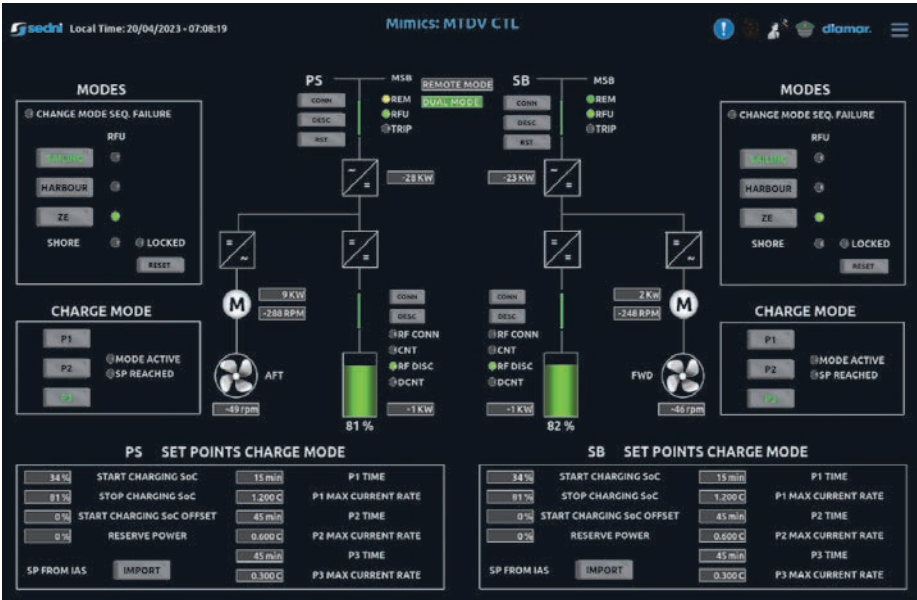 sedni Local Time: 20/04/2023 - 07:08:19
Mimics: MTDV CTL
diamar.
MODES
CHANGE MODE SEQ. FAILURE
RFU
SAILING
HARBOUR
ZE
SHORE
LOCKED
RESET
PS
MSB
CONN
DESC
RST
REM
RFU
TRIP
REMOTE MODE
DUAL MODE
SB
MSB
CONN
DESC
RST
REM
RFU
TRIP
MODES
CHANGE MODE SEQ. FAILURE
RFU
SAILING
HARBOUR
ZE
SHORE
LOCKED
RESET
-28 KW
-23 KW
CHARGE MODE
P1
P2
P3
MODE ACTIVE
SP REACHED
M
9 KW
-288 RPM
AFT
-49 rpm
CONN
DESC
RF CONN
CNT
RF DISC
DCNT
-1 KW
81 %
CONN
DESC
RF CONN
CNT
RF DISC
DCNT
-1 KW
82 %
2 Kw
-248 RPM
M
FWD
-46 rpm
CHARGE MODE
P1
P2
P3
MODE ACTIVE
SP REACHED
PS SET POINTS CHARGE MODE
34 % START CHARGING SoC 15 min P1 TIME
81 % STOP CHARGING SoC 1.200 C P1 MAX CURRENT RATE
0 % START CHARGING SoC OFFSET 45 min P2 TIME
0 % RESERVE POWER 0.600 C P2 MAX CURRENT RATE
45 min P3 TIME
SP FROM IAS IMPORT 0.300 C P3 MAX CURRENT RATE
SB SET POINTS CHARGE MODE
34 % START CHARGING SoC 15 min P1 TIME
81 % STOP CHARGING SoC 1.200 C P1 MAX CURRENT RATE
0 % START CHARGING SoC OFFSET 45 min P2 TIME
0 % RESERVE POWER 0.600 C P2 MAX CURRENT RATE
45 min P3 TIME
SP FROM IAS IMPORT 0.300 C P3 MAX CURRENT RATE